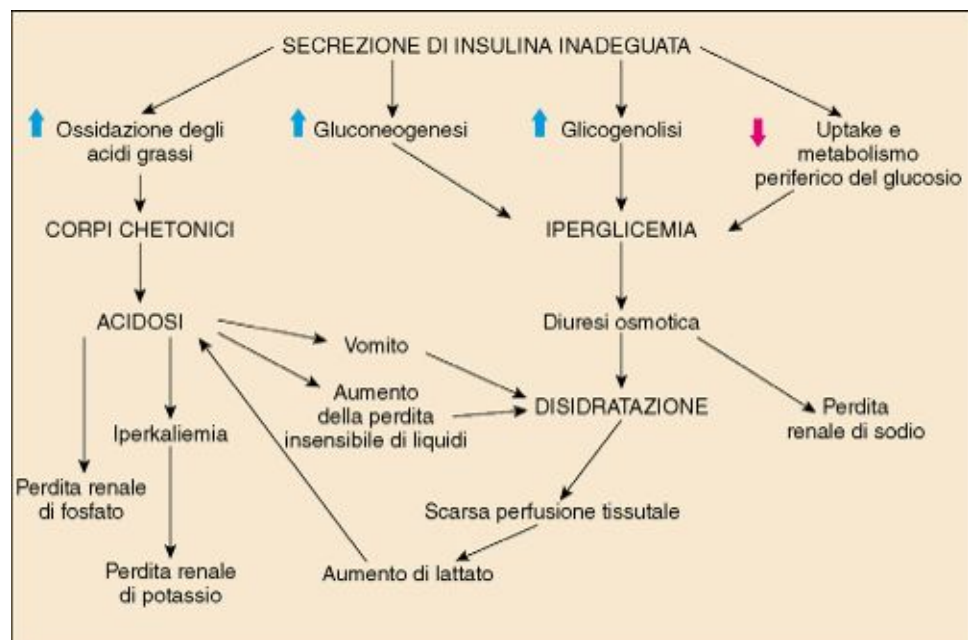 SECREZIONE DI INSULINA INADEGUATA
Ossidazione degli
acidi grassi
Gluconeogenesi
Glicogenolisi
Uptake e
metabolismo
periferico del glucosio
CORPI CHETONICI
IPERGLICEMIA
ACIDOSI
Diuresi osmotica
Vomito
Aumento
della perdita
insensibile di liquidi
DISIDRATAZIONE
Perdita
renale di sodio
Iperkaliemia
Perdita renale
di fosfato
Scarsa perfusione tissutale
Perdita renale
di potassio
Aumento di lattato